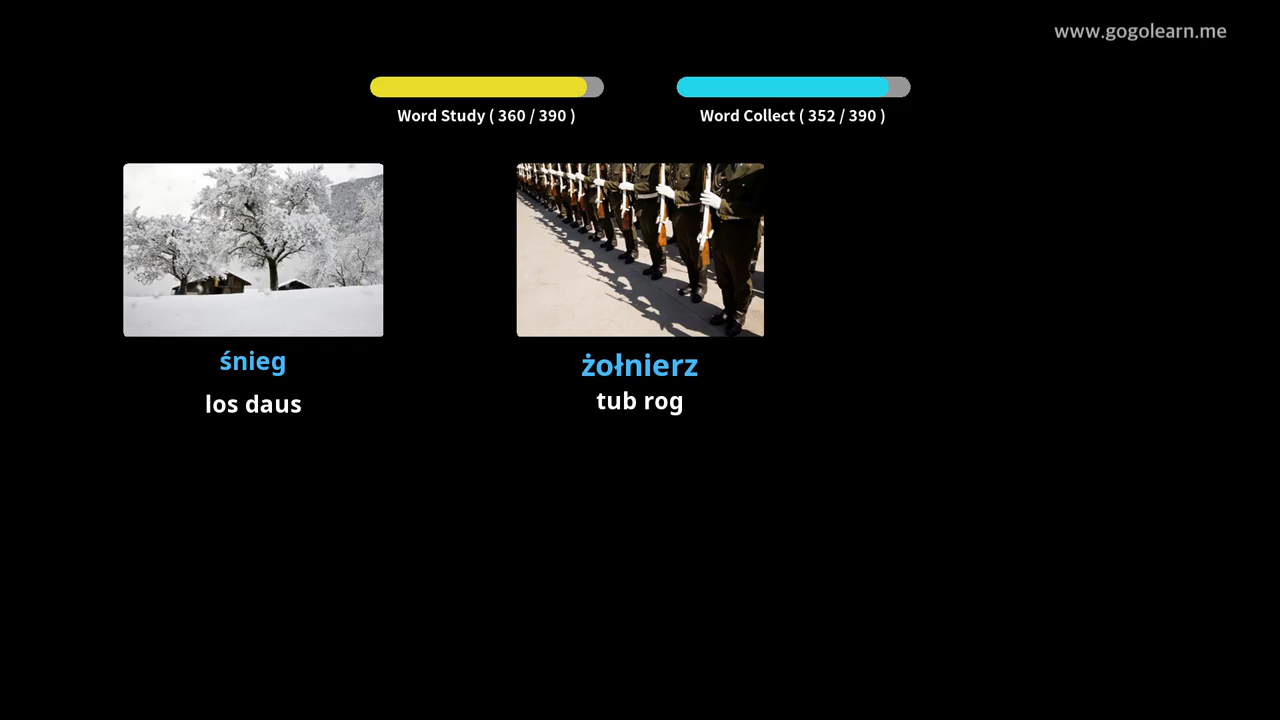 www.gogolearn.me
Word Study ( 360 / 390 )
Word Collect ( 352 / 390 )
śnieg
los daus
żołnierz
tub rog